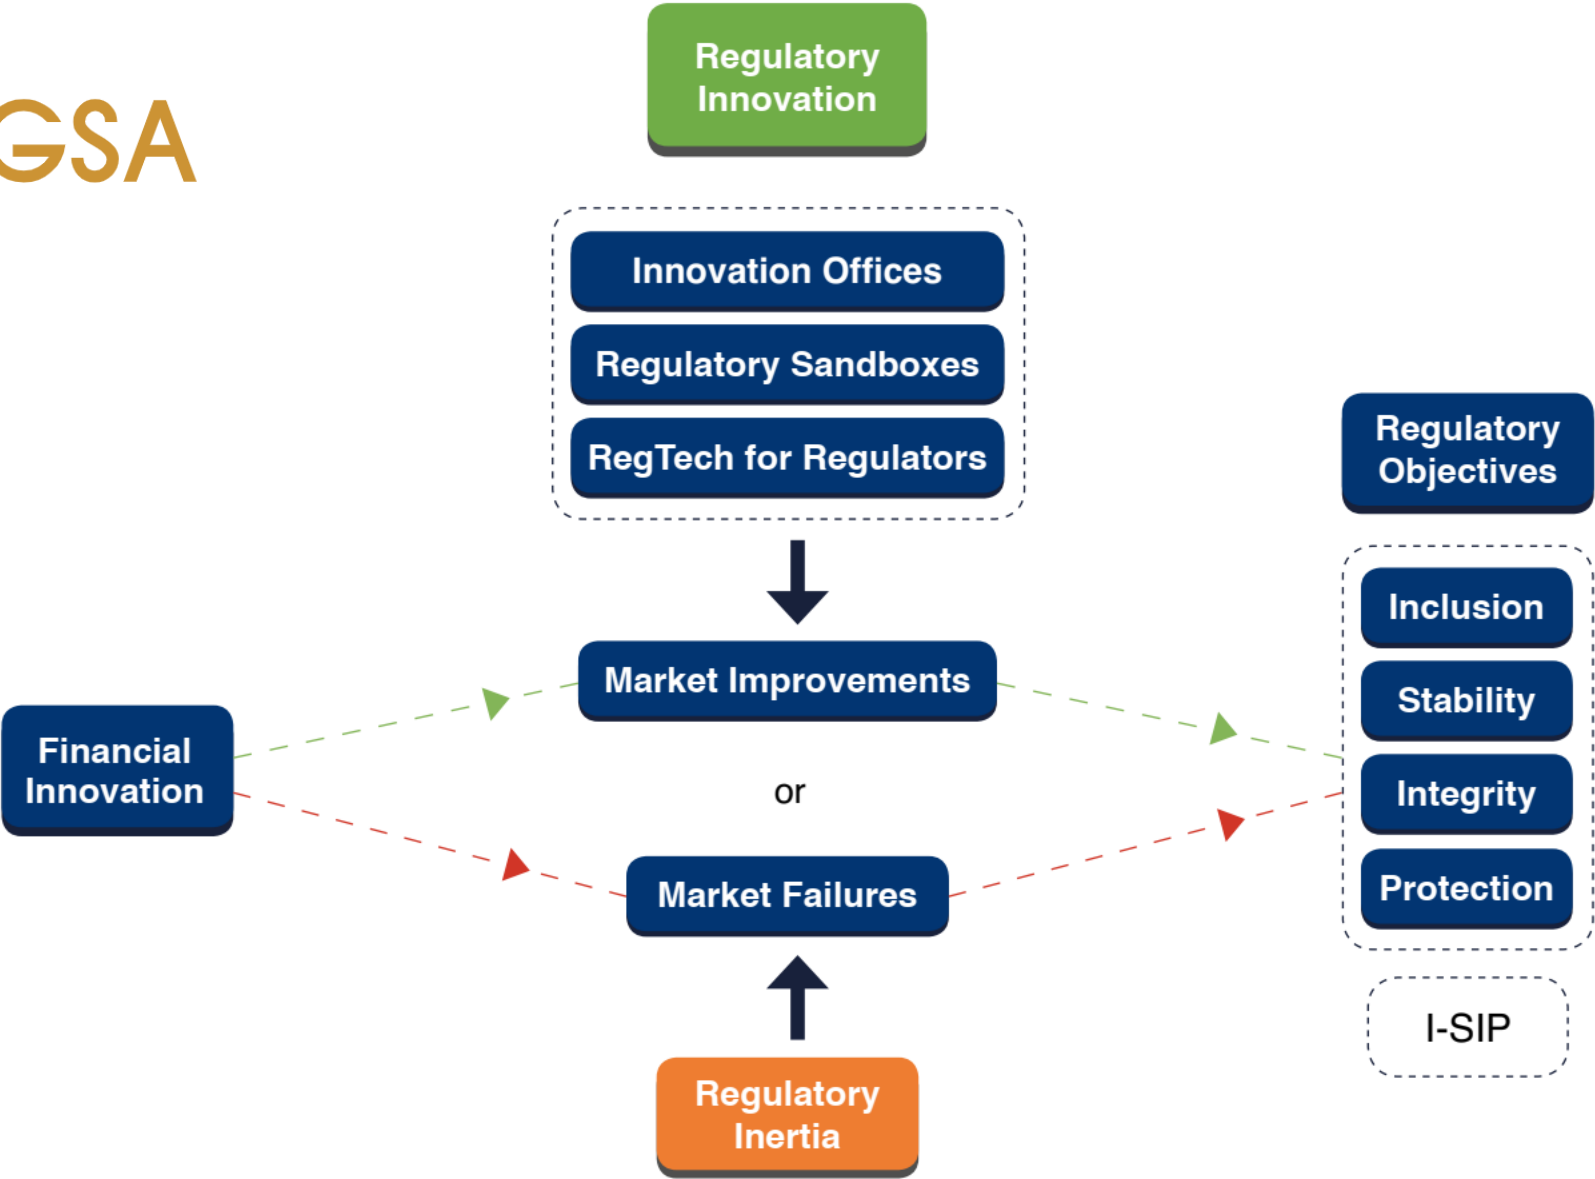 Regulatory
Innovation
GSA
Innovation Offices
Regulatory Sandboxes
RegTech for Regulators
Regulatory
Objectives
Inclusion
Market Improvements
Stability
Financial
Innovation
or
Integrity
Market Failures
Protection
I-SIP
Regulatory
Inertia